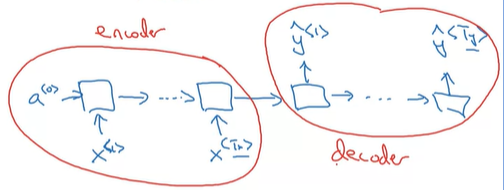 encoder
ŷ<1>
ŷ<Ty>
a<0>
x<1>
x<Tx>
decoder